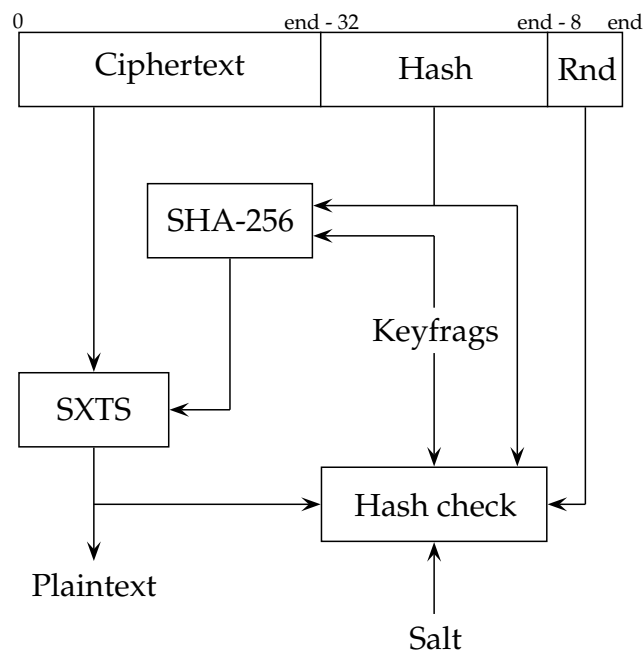 0 end - 32 end - 8 end
Ciphertext Hash Rnd
SHA-256
Keyfrags
SXTS
Hash check
Plaintext
Salt